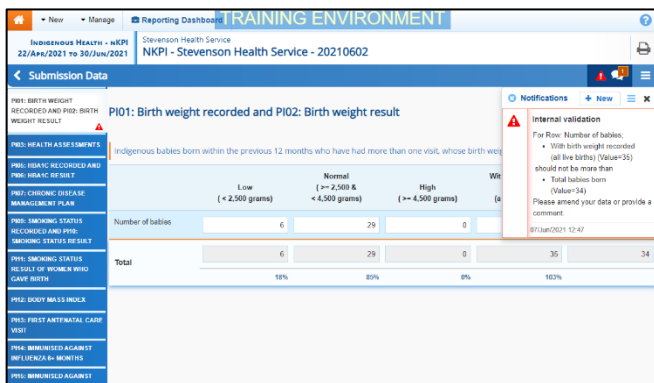 New
Manage
Reporting Dashboard
TRAINING ENVIRONMENT
INDIGENOUS HEALTH - NKPI
22/APR/2021 TO 30/JUN/2021
Stevenson Health Service
NKPI - Stevenson Health Service - 20210602
Submission Data
1
PI01: BIRTH WEIGHT
RECORDED AND PI02: BIRTH
WEIGHT RESULT
PI03: HEALTH ASSESSMENTS
PI05: HBA1C RECORDED AND
PI06: HBA1C RESULT
PI07: CHRONIC DISEASE
MANAGEMENT PLAN
PI09: SMOKING STATUS
RECORDED AND PI10:
SMOKING STATUS RESULT
PI11: SMOKING STATUS
RESULT OF WOMEN WHO
GAVE BIRTH
PI12: BODY MASS INDEX
PI13: FIRST ANTENATAL CARE
VISIT
PI14: IMMUNISED AGAINST
INFLUENZA 6+ MONTHS
PI15: IMMUNISED AGAINST
PI01: Birth weight recorded and PI02: Birth weight result
Indigenous babies born within the previous 12 months who have had more than one visit, whose birth
Low
( < 2,500 grams)
Normal
( >= 2,500 &
< 4,500 grams)
High
( >= 4,500 grams)
Number of babies
6
29
0
Total
6
29
0
35
34
18%
85%
0%
103%
Notifications
+ New
Internal validation
For Row: Number of babies;
• With birth weight recorded
(all live births) (Value=35)
should not be more than
• Total babies born
(Value=34)
Please amend your data or provide a
comment.
07/Jun/2021 12:47